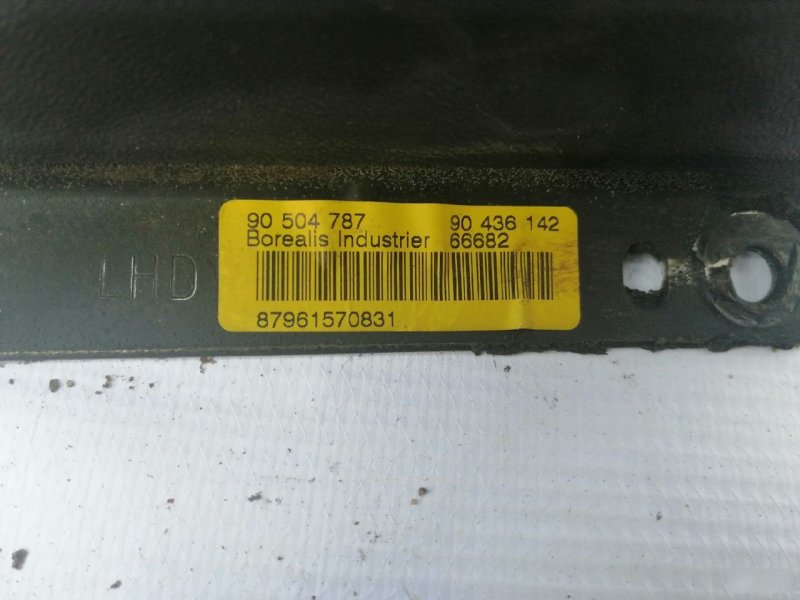 90 504 787 90 436 142
Borealis Industrier 66682
LHD
87961570831